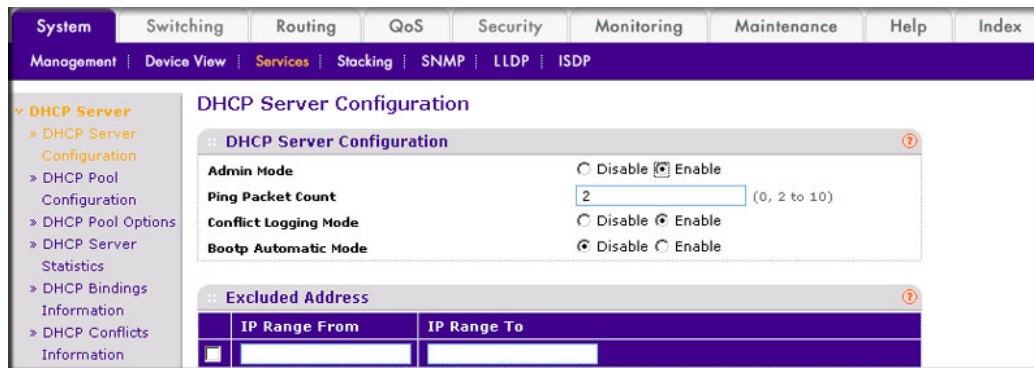 System Switching Routing QoS Security Monitoring Maintenance Help Index
Management Device View Services Stacking SNMP LLDP ISDP
DHCP Server
» DHCP Server
Configuration
» DHCP Pool
Configuration
» DHCP Pool Options
» DHCP Server
Statistics
» DHCP Bindings
Information
» DHCP Conflicts
Information
DHCP Server Configuration
DHCP Server Configuration
Admin Mode Disable Enable
Ping Packet Count 2 (0, 2 to 10)
Conflict Logging Mode Disable Enable
Bootp Automatic Mode Disable Enable
Excluded Address
IP Range From IP Range To